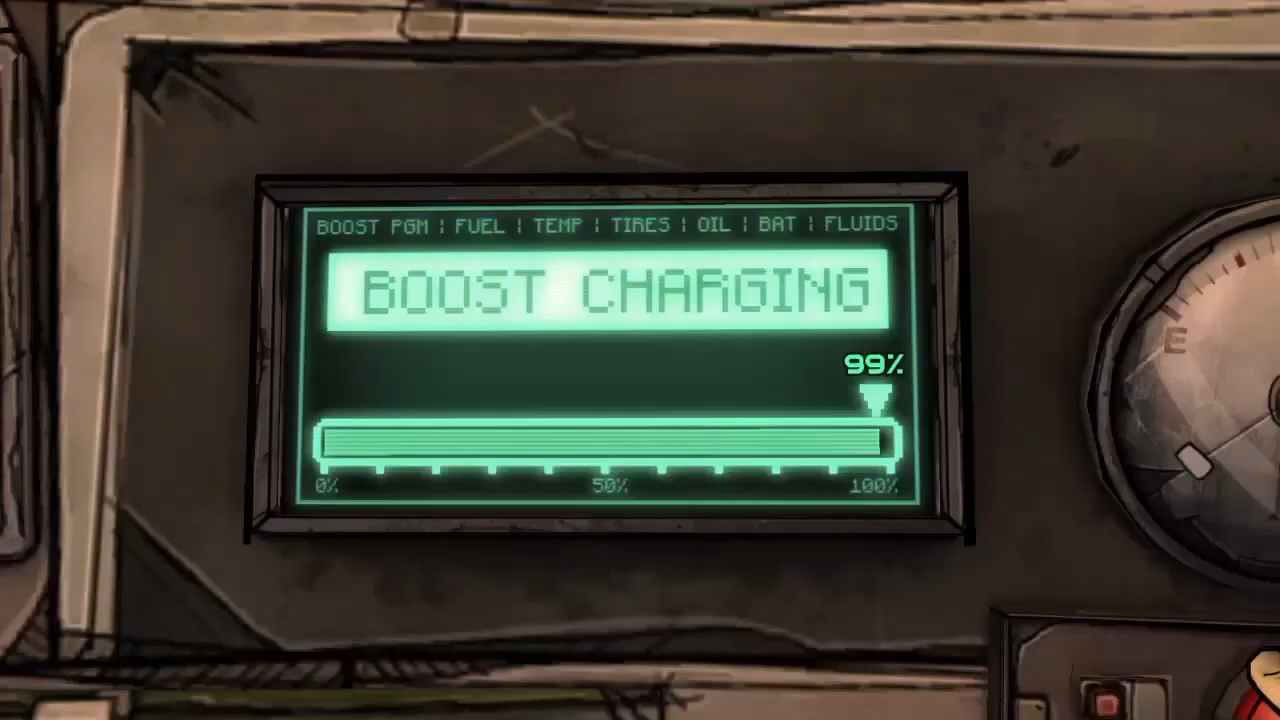 BOOST PGM ¦ FUEL ¦ TEMP ¦ TIRES ¦ OIL ¦ BAT ¦ FLUIDS
BOOST CHARGING
99%
0% 50% 100%
E